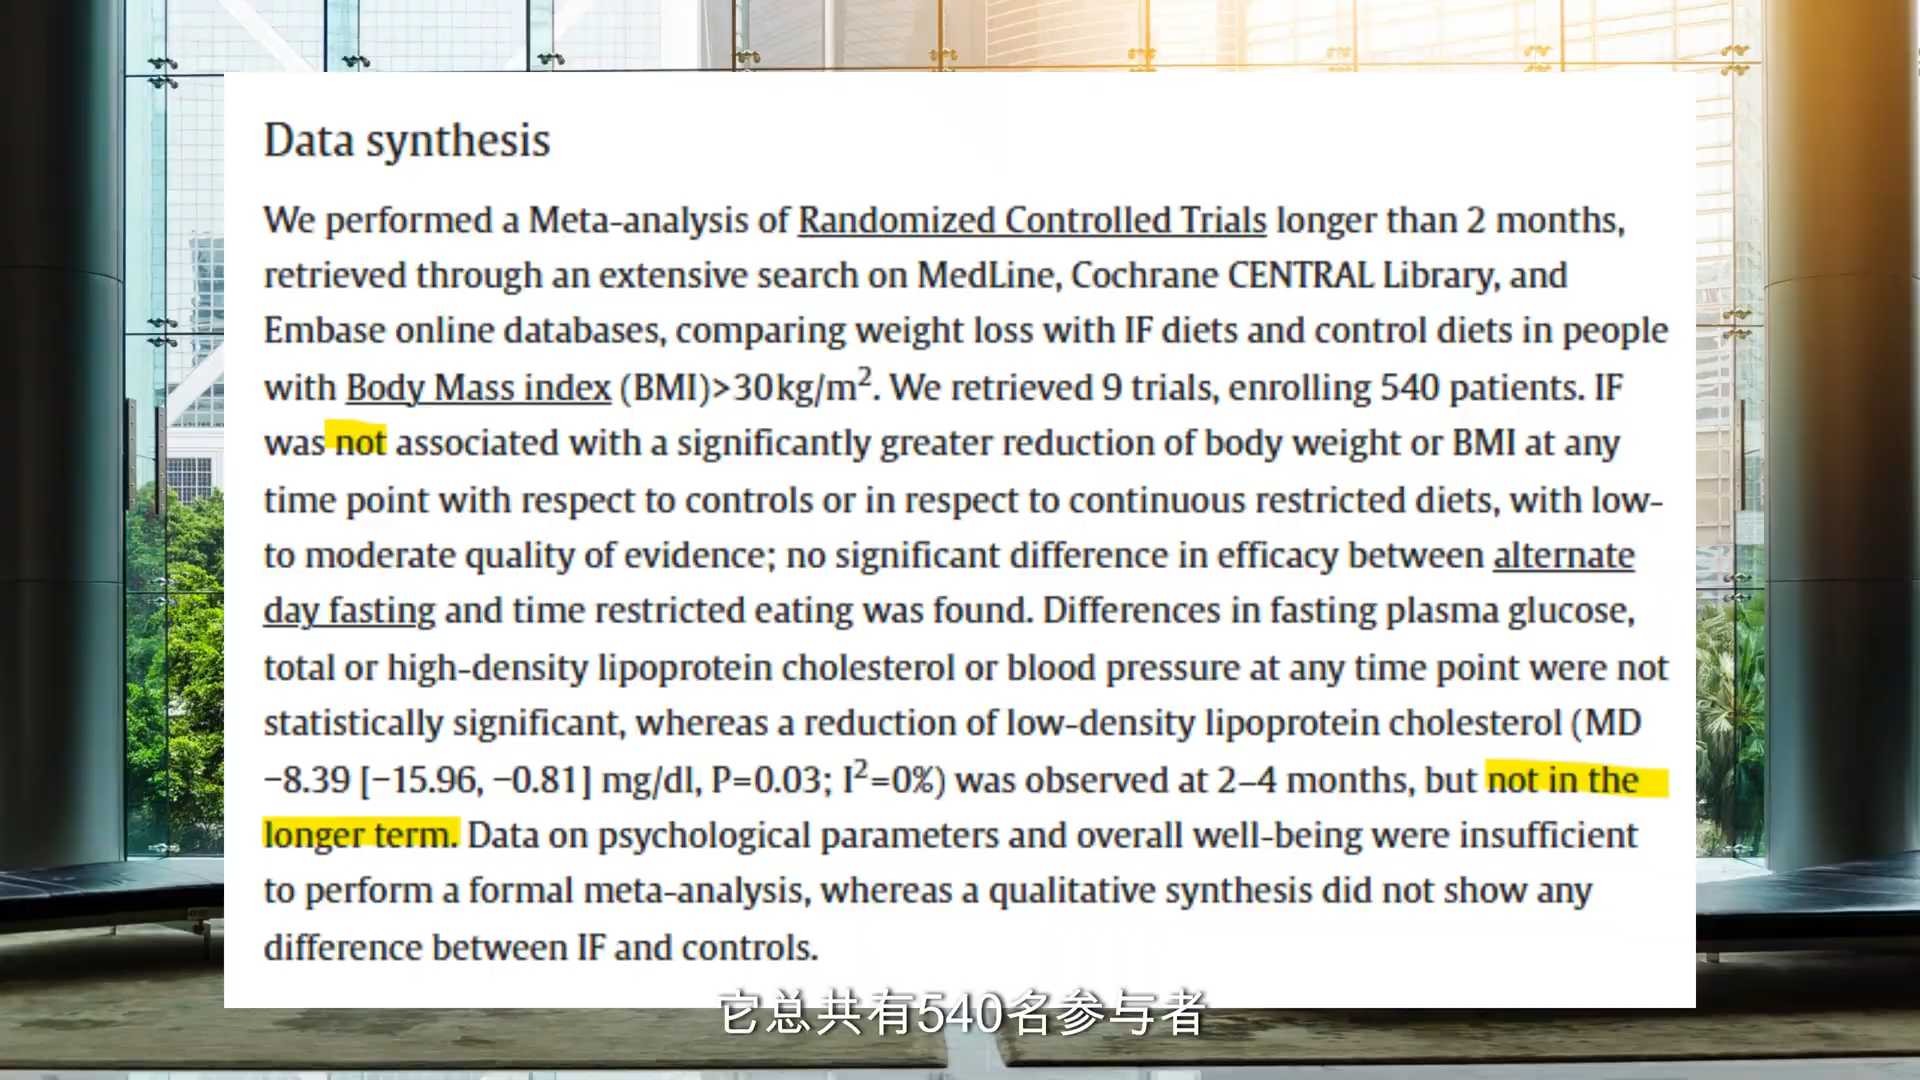 Data synthesis
We performed a Meta-analysis of Randomized Controlled Trials longer than 2 months,
retrieved through an extensive search on MedLine, Cochrane CENTRAL Library, and
Embase online databases, comparing weight loss with IF diets and control diets in people
with Body Mass index (BMI)>30kg/m². We retrieved 9 trials, enrolling 540 patients. IF
was not associated with a significantly greater reduction of body weight or BMI at any
time point with respect to controls or in respect to continuous restricted diets, with low-
to moderate quality of evidence; no significant difference in efficacy between alternate
day fasting and time restricted eating was found. Differences in fasting plasma glucose,
total or high-density lipoprotein cholesterol or blood pressure at any time point were not
statistically significant, whereas a reduction of low-density lipoprotein cholesterol (MD
−8.39 [−15.96, −0.81] mg/dl, P=0.03; I²=0%) was observed at 2–4 months, but not in the
longer term. Data on psychological parameters and overall well-being were insufficient
to perform a formal meta-analysis, whereas a qualitative synthesis did not show any
difference between IF and controls.
它总共有540名参与者